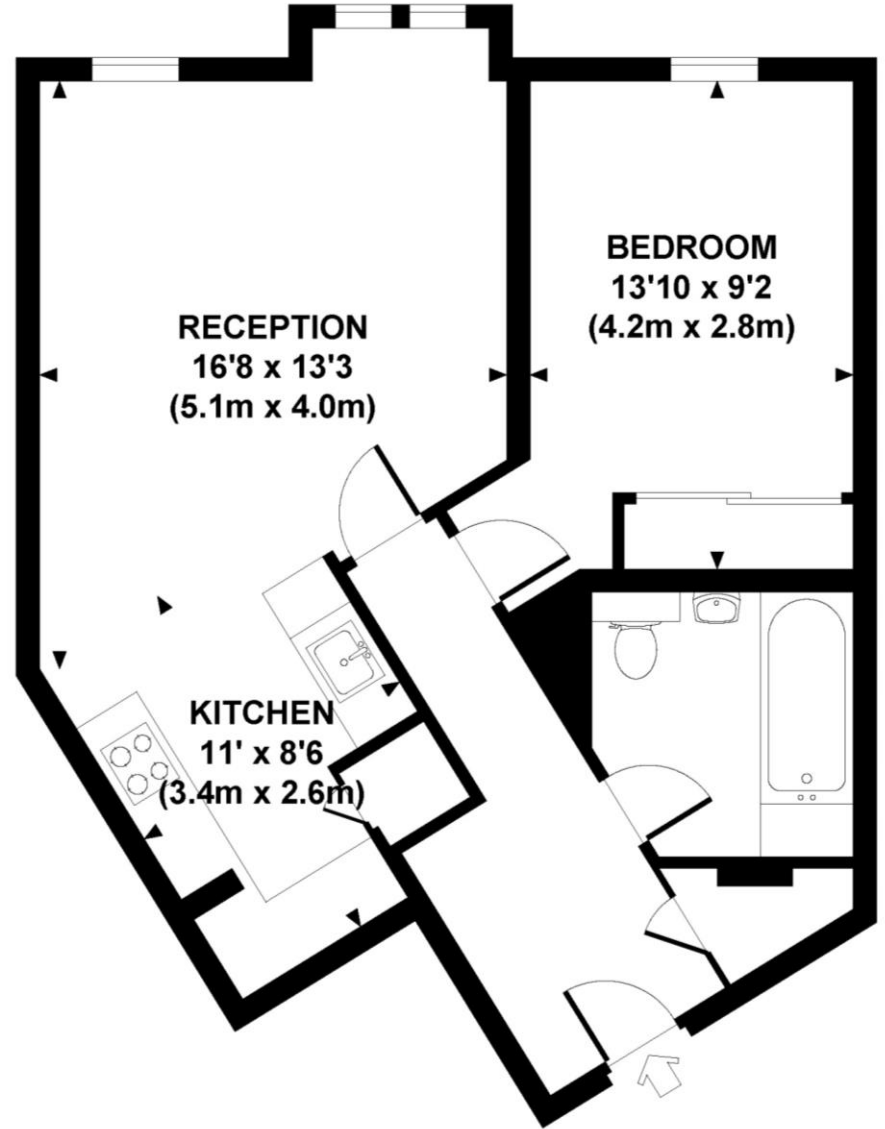 BEDROOM
13'10 x 9'2
(4.2m x 2.8m)
RECEPTION
16'8 x 13'3
(5.1m x 4.0m)
KITCHEN
11' x 8'6
(3.4m x 2.6m)